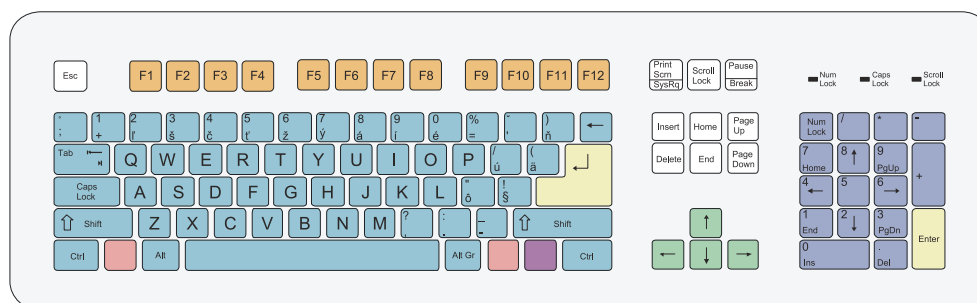 Esc F1 F2 F3 F4 F5 F6 F7 F8 F9 F10 F11 F12 Print Scrn SysRq Scroll Lock Pause Break Num Lock Caps Lock Scroll Lock
° ; 1 + 2 ľ 3 š 4 č 5 ť 6 ž 7 ý 8 á 9 í 0 é % = ˇ ' ) ň ← Insert Home Page Up Num Lock / * -
Tab Q W E R T Y U I O P / ú ( ä ↵ Delete End Page Down 7 Home 8 ↑ 9 PgUp +
Caps Lock A S D F G H J K L " ô ! § 4 ← 5 6 →
⇧ Shift Z X C V B N M ? , : . _ - ⇧ Shift ↑ 1 End 2 ↓ 3 PgDn Enter
Ctrl Alt Alt Gr Ctrl ← ↓ → 0 Ins . Del